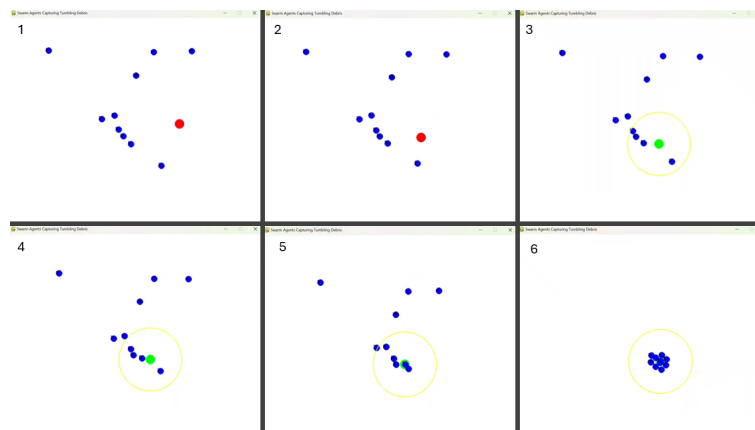 Swarm Agents Capturing Tumbling Debris
1
Swarm Agents Capturing Tumbling Debris
2
Swarm Agents Capturing Tumbling Debris
3
Swarm Agents Capturing Tumbling Debris
4
Swarm Agents Capturing Tumbling Debris
5
Swarm Agents Capturing Tumbling Debris
6